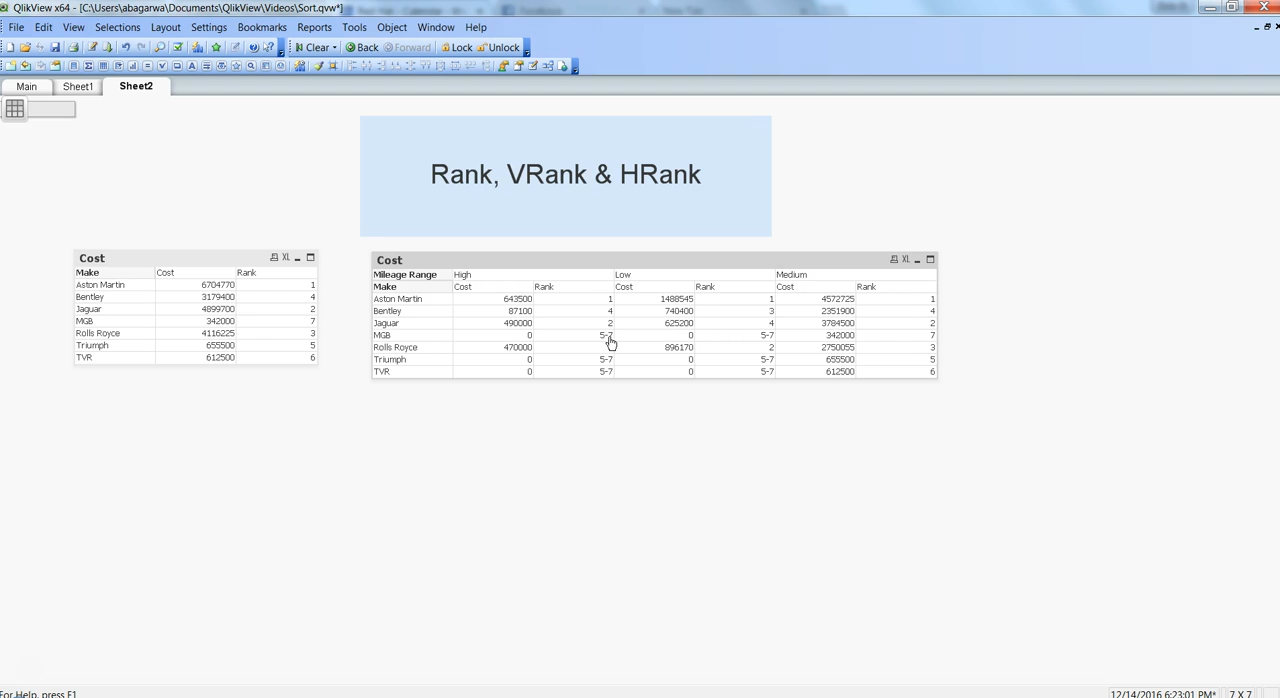 QlikView x64 - [C:\Users\abagarwa\Documents\QlikView\Videos\Sort.qvw*]
File Edit View Selections Layout Settings Bookmarks Reports Tools Object Window Help
Clear Back Forward Lock Unlock
Main Sheet1 Sheet2
Rank, VRank & HRank
Cost XL
Make Cost Rank
Aston Martin 6704770 1
Bentley 3179400 4
Jaguar 4899700 2
MGB 342000 7
Rolls Royce 4116225 3
Triumph 655500 5
TVR 612500 6
Cost XL
Mileage Range High Low Medium
Make Cost Rank Cost Rank Cost Rank
Aston Martin 643500 1 1488545 1 4572725 1
Bentley 87100 4 740400 3 2351900 4
Jaguar 490000 2 625200 4 3784500 2
MGB 0 5-7 0 5-7 342000 7
Rolls Royce 470000 3 896170 2 2750055 3
Triumph 0 5-7 0 5-7 655500 5
TVR 0 5-7 0 5-7 612500 6
For Help, press F1 12/14/2016 6:23:01 PM* 7 X 7